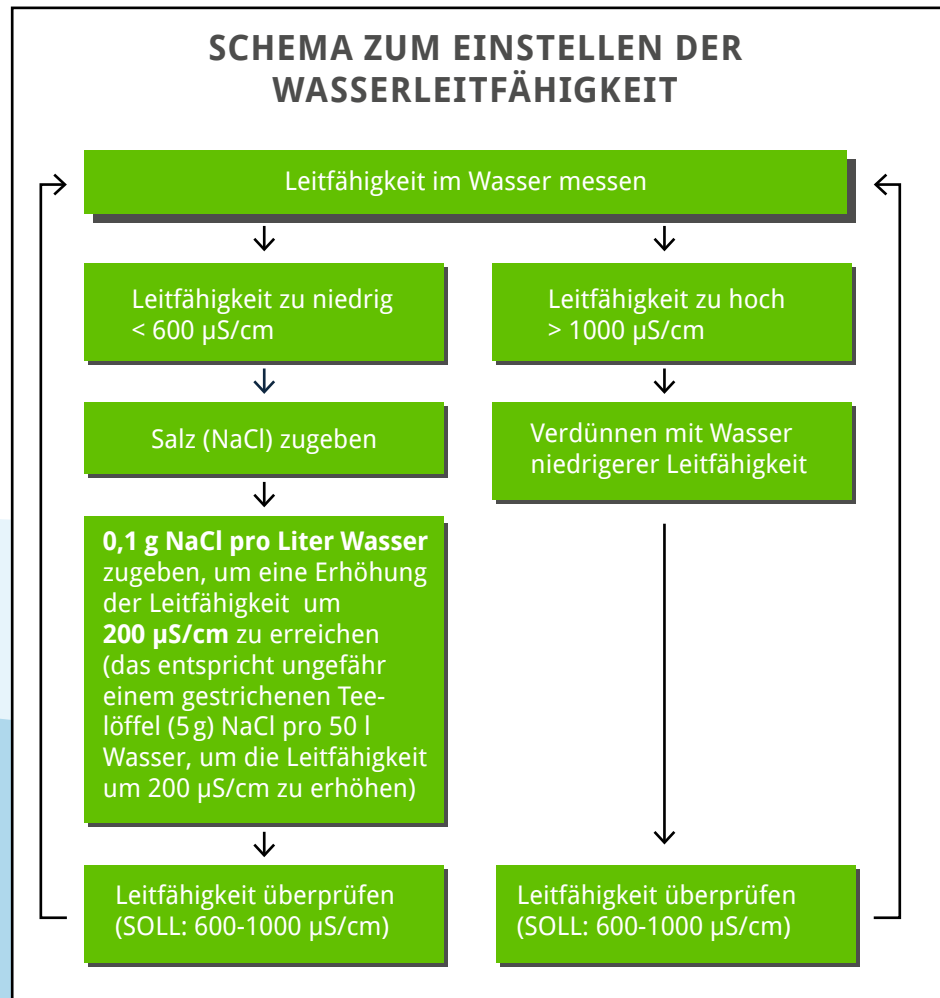 SCHEMA ZUM EINSTELLEN DER
WASSERLEITFÄHIGKEIT
Leitfähigkeit im Wasser messen
Leitfähigkeit zu niedrig
< 600 µS/cm
Salz (NaCl) zugeben
0,1 g NaCl pro Liter Wasser
zugeben, um eine Erhöhung
der Leitfähigkeit um
200 µS/cm zu erreichen
(das entspricht ungefähr
einem gestrichenen Tee-
löffel (5 g) NaCl pro 50 l
Wasser, um die Leitfähigkeit
um 200 µS/cm zu erhöhen)
Leitfähigkeit überprüfen
(SOLL: 600-1000 µS/cm)
Leitfähigkeit zu hoch
> 1000 µS/cm
Verdünnen mit Wasser
niedrigerer Leitfähigkeit
Leitfähigkeit überprüfen
(SOLL: 600-1000 µS/cm)